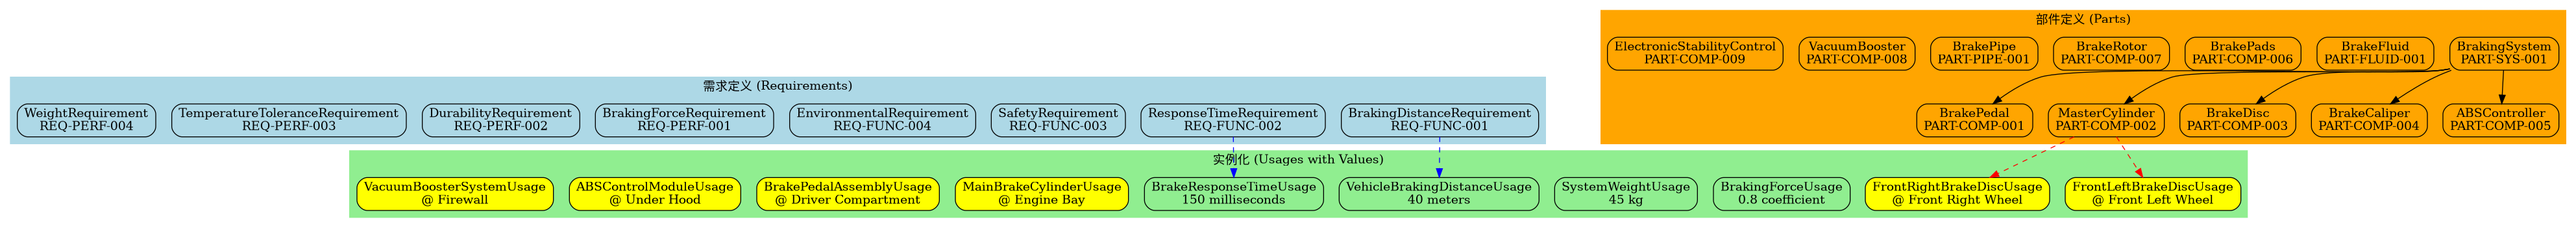 部件定义 (Parts)
ElectronicStabilityControl
PART-COMP-009
VacuumBooster
PART-COMP-008
BrakePipe
PART-PIPE-001
BrakeRotor
PART-COMP-007
BrakePads
PART-COMP-006
BrakeFluid
PART-FLUID-001
BrakingSystem
PART-SYS-001
BrakePedal
PART-COMP-001
MasterCylinder
PART-COMP-002
BrakeDisc
PART-COMP-003
BrakeCaliper
PART-COMP-004
ABSController
PART-COMP-005
需求定义 (Requirements)
WeightRequirement
REQ-PERF-004
TemperatureToleranceRequirement
REQ-PERF-003
DurabilityRequirement
REQ-PERF-002
BrakingForceRequirement
REQ-PERF-001
EnvironmentalRequirement
REQ-FUNC-004
SafetyRequirement
REQ-FUNC-003
ResponseTimeRequirement
REQ-FUNC-002
BrakingDistanceRequirement
REQ-FUNC-001
实例化 (Usages with Values)
VacuumBoosterSystemUsage
@ Firewall
ABSControlModuleUsage
@ Under Hood
BrakePedalAssemblyUsage
@ Driver Compartment
MainBrakeCylinderUsage
@ Engine Bay
BrakeResponseTimeUsage
150 milliseconds
VehicleBrakingDistanceUsage
40 meters
SystemWeightUsage
45 kg
BrakingForceUsage
0.8 coefficient
FrontRightBrakeDiscUsage
@ Front Right Wheel
FrontLeftBrakeDiscUsage
@ Front Left Wheel